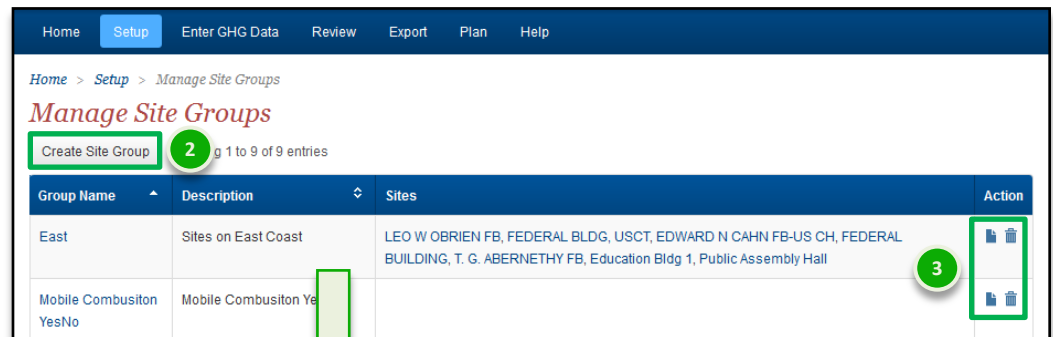 Home Setup Enter GHG Data Review Export Plan Help
Home > Setup > Manage Site Groups
Manage Site Groups
Create Site Group 2 g 1 to 9 of 9 entries
Group Name Description Sites Action
East Sites on East Coast LEO W OBRIEN FB, FEDERAL BLDG, USCT, EDWARD N CAHN FB-US CH, FEDERAL
BUILDING, T. G. ABERNETHY FB, Education Bldg 1, Public Assembly Hall
3
Mobile Combusiton Mobile Combusiton Ye
YesNo